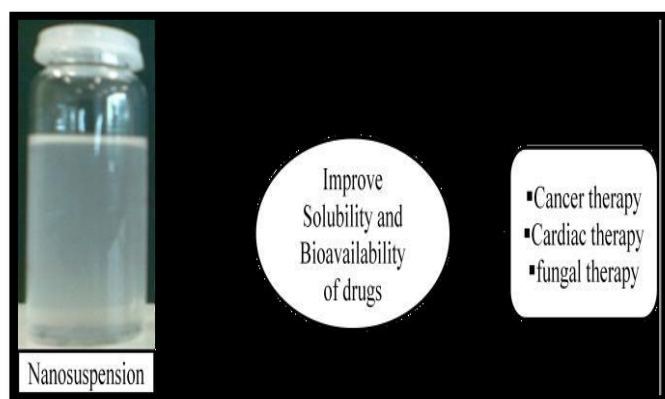 Nanosuspension
Improve
Solubility and
Bioavailability
of drugs
▪Cancer therapy
▪Cardiac therapy
▪fungal therapy